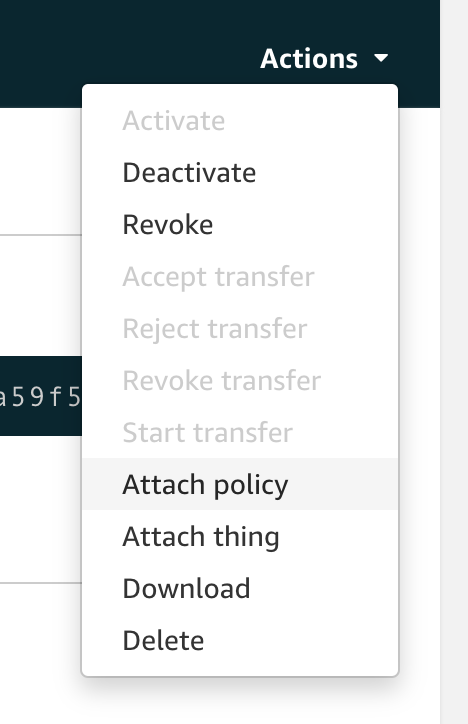 Actions
Activate
Deactivate
Revoke
Accept transfer
Reject transfer
Revoke transfer
a59f5
Start transfer
Attach policy
Attach thing
Download
Delete